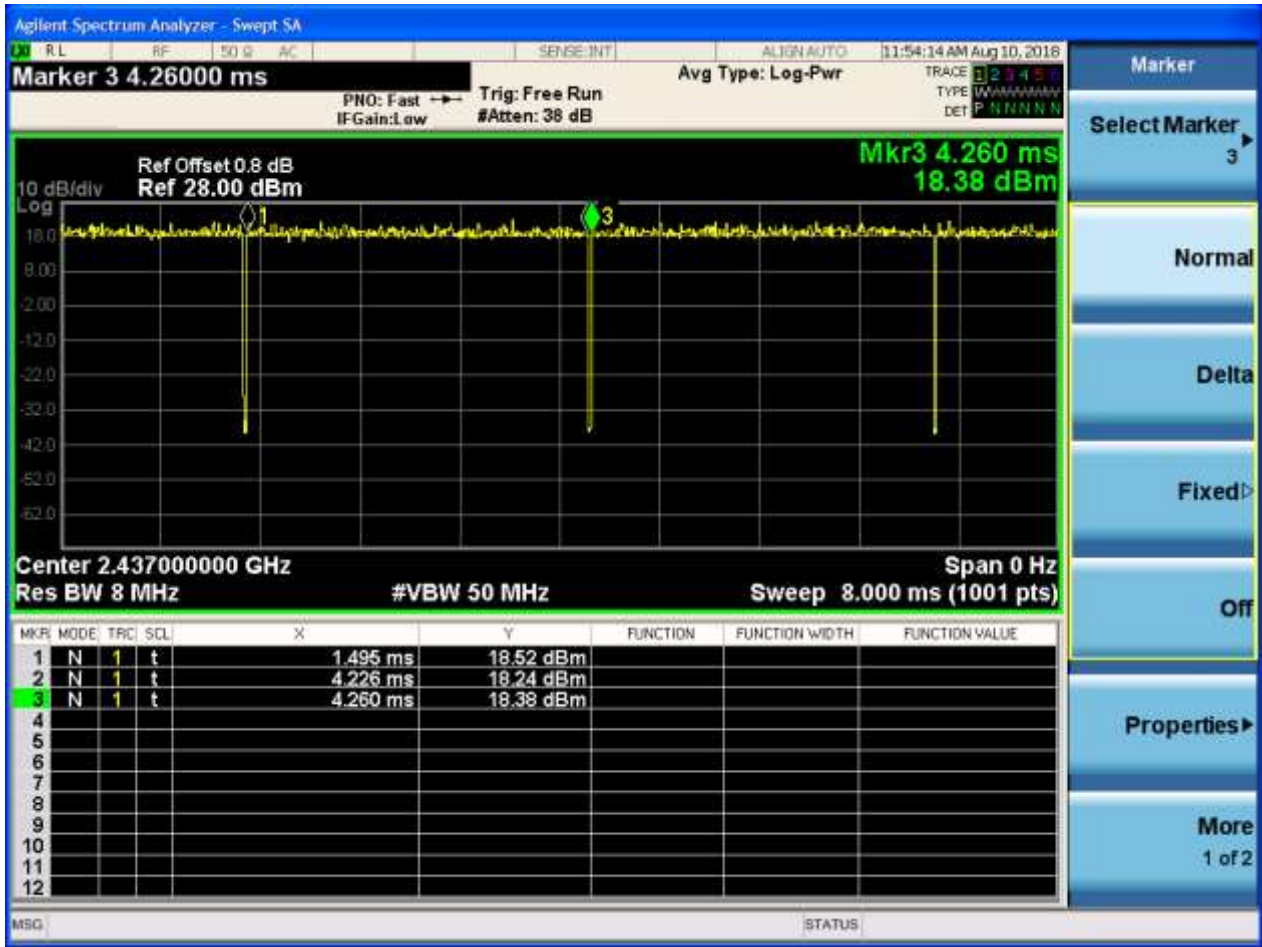 Agilent Spectrum Analyzer - Swept SA
RL RF 50 Ω AC SENSE:INT ALIGN AUTO 11:54:14 AM Aug 10, 2018
Marker 3 4.26000 ms
Avg Type: Log-Pwr
TRACE 1 2 3 4 5 6
PNO: Fast Trig: Free Run
TYPE
IFGain:Low #Atten: 38 dB
DET P N N N N N
Mkr3 4.260 ms
Ref Offset 0.8 dB
10 dB/div Ref 28.00 dBm 18.38 dBm
Log
1
3
18.0
8.00
-2.00
-12.0
-22.0
-32.0
-42.0
-52.0
-62.0
Center 2.437000000 GHz Span 0 Hz
Res BW 8 MHz #VBW 50 MHz Sweep 8.000 ms (1001 pts)
MKR MODE TRC SCL X Y FUNCTION FUNCTION WIDTH FUNCTION VALUE
1 N 1 t 1.495 ms 18.52 dBm
2 N 1 t 4.226 ms 18.24 dBm
3 N 1 t 4.260 ms 18.38 dBm
4
5
6
7
8
9
10
11
12
MSG STATUS
Marker
Select Marker
3
Normal
Delta
Fixed
Off
Properties
More
1 of 2